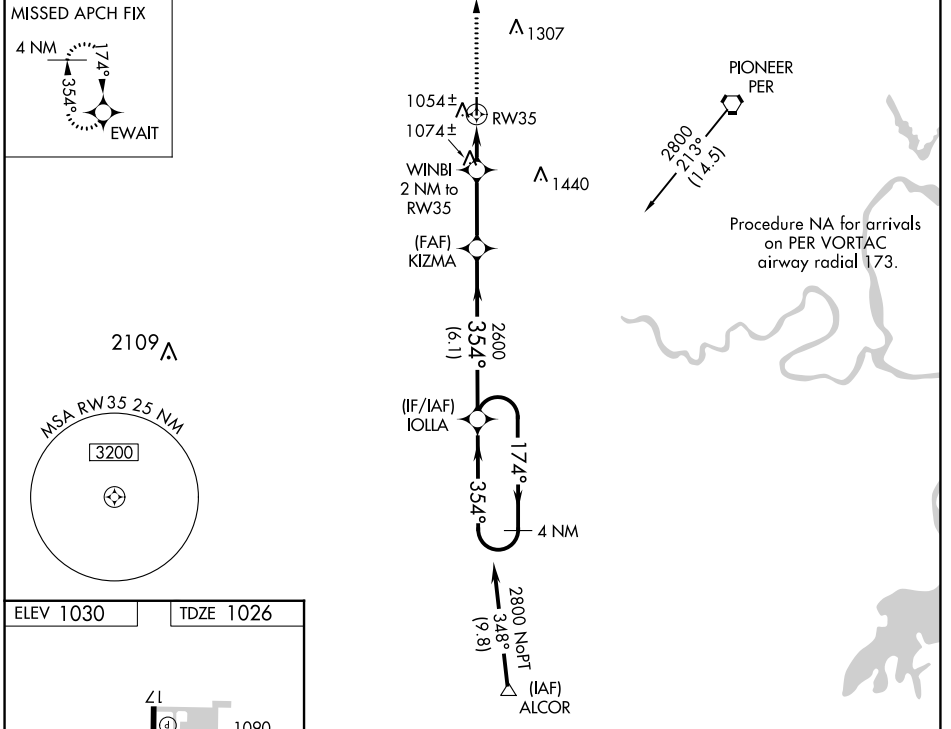 MISSED APCH FIX
4 NM
174°
354°
EWAIT
1307
1054±
RW35
1074±
WINBI
2 NM to
RW35
1440
PIONEER
PER
2800
213°
(14.5)
Procedure NA for arrivals
on PER VORTAC
airway radial 173.
(FAF)
KIZMA
2600
354°
(6.1)
2109
(IF/IAF)
IOLLA
174°
354°
4 NM
MSA RW35 25 NM
3200
2800 NoPT
348°
(9.8)
(IAF)
ALCOR
ELEV 1030
TDZE 1026
17
P
1090